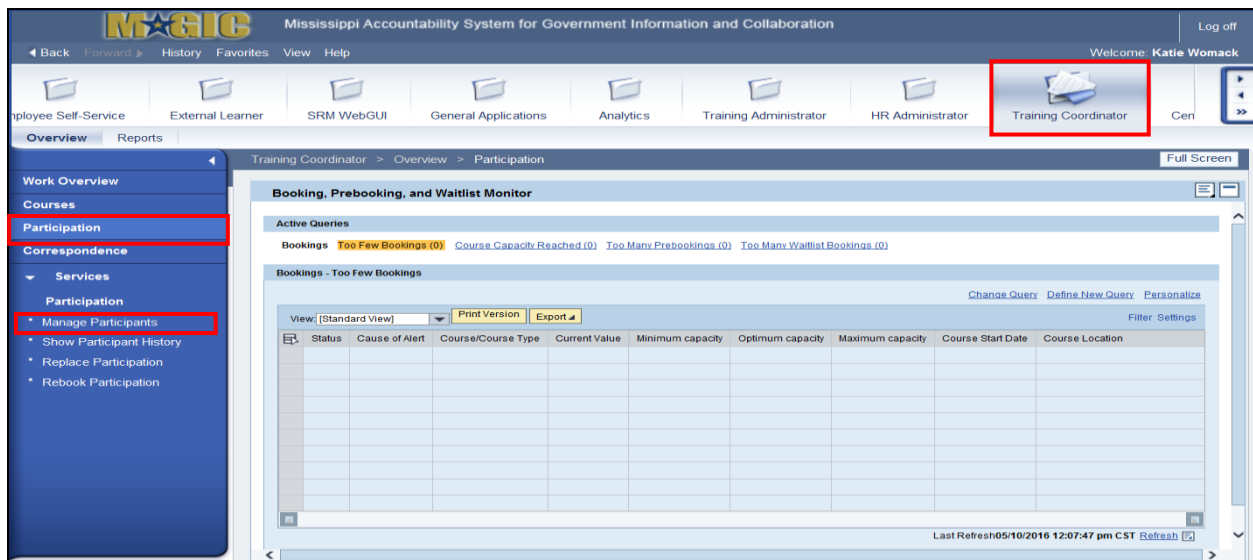 MAGIC Mississippi Accountability System for Government Information and Collaboration Log off
Back Forward History Favorites View Help Welcome: Katie Womack
nployee Self-Service External Learner SRM WebGUI General Applications Analytics Training Administrator HR Administrator Training Coordinator Cen
Overview Reports
Training Coordinator > Overview > Participation Full Screen
Work Overview
Courses
Participation
Correspondence
Services
Participation
* Manage Participants
* Show Participant History
* Replace Participation
* Rebook Participation
Booking, Prebooking, and Waitlist Monitor
Active Queries
Bookings Too Few Bookings (0) Course Capacity Reached (0) Too Many Prebookings (0) Too Many Waitlist Bookings (0)
Bookings - Too Few Bookings
Change Query Define New Query Personalize
View: [Standard View] Print Version Export Filter Settings
Status Cause of Alert Course/Course Type Current Value Minimum capacity Optimum capacity Maximum capacity Course Start Date Course Location
Last Refresh05/10/2016 12:07:47 pm CST Refresh